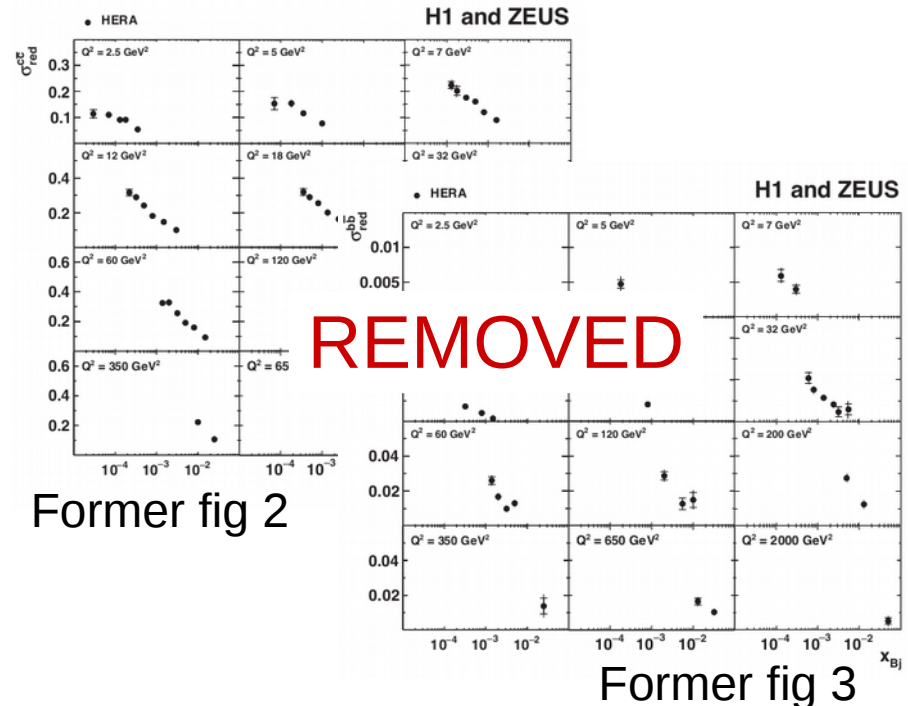 ● HERA
H1 and ZEUS
σ_red^cc̄
Q² = 2.5 GeV²
Q² = 5 GeV²
Q² = 7 GeV²
0.3
0.2
0.1
Q² = 12 GeV²
Q² = 18 GeV²
Q² = 32 GeV²
0.4
0.2
Q² = 60 GeV²
Q² = 120 GeV²
0.6
0.4
0.2
Q² = 350 GeV²
Q² = 65
0.6
0.4
0.2
10⁻⁴ 10⁻³ 10⁻² 10⁻⁴ 10⁻³
Former fig 2
● HERA
H1 and ZEUS
σ_red^bb̄
Q² = 2.5 GeV²
Q² = 5 GeV²
Q² = 7 GeV²
0.01
0.005
REMOVED
Q² = 32 GeV²
Q² = 60 GeV²
Q² = 120 GeV²
Q² = 200 GeV²
0.04
0.02
Q² = 350 GeV²
Q² = 650 GeV²
Q² = 2000 GeV²
0.04
0.02
10⁻⁴ 10⁻³ 10⁻² 10⁻⁴ 10⁻³ 10⁻² 10⁻⁴ 10⁻³ 10⁻²
x_Bj
Former fig 3